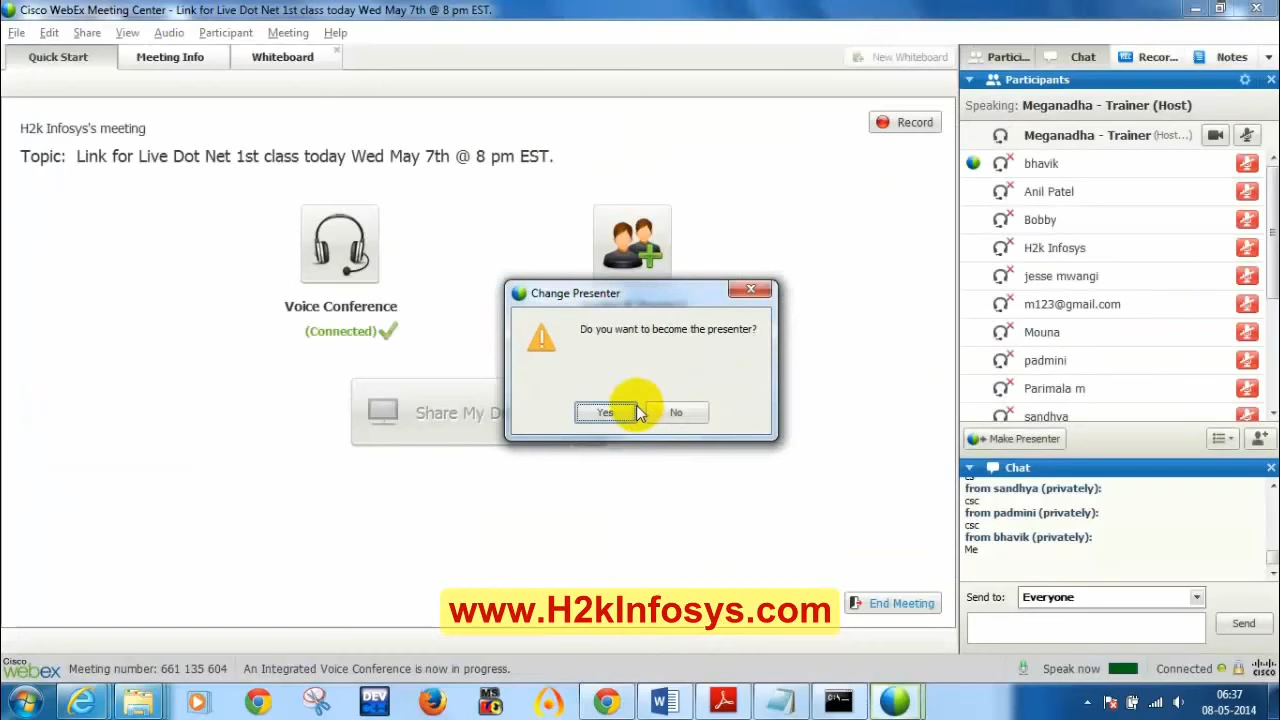 Cisco WebEx Meeting Center - Link for Live Dot Net 1st class today Wed May 7th @ 8 pm EST.
File Edit Share View Audio Participant Meeting Help
Quick Start Meeting Info Whiteboard New Whiteboard
Partici... Chat Recor... Notes
Participants
Speaking: Meganadha - Trainer (Host)
H2k Infosys's meeting
Record
Topic: Link for Live Dot Net 1st class today Wed May 7th @ 8 pm EST.
Meganadha - Trainer (Host...)
bhavik
Anil Patel
Bobby
H2k Infosys
jesse mwangi
m123@gmail.com
Mouna
padmini
Parimala m
sandhya
Voice Conference
(Connected)
Change Presenter
Do you want to become the presenter?
Yes No
Share My De
Make Presenter
Chat
from sandhya (privately):
csc
from padmini (privately):
csc
from bhavik (privately):
Me
Send to: Everyone
Send
www.H2kInfosys.com
End Meeting
Cisco
webex Meeting number: 661 135 604 An Integrated Voice Conference is now in progress.
Speak now Connected
cisco
DEV
MS
06:37
08-05-2014